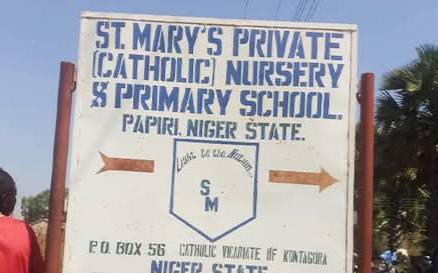 ST. MARY'S PRIVATE
(CATHOLIC) NURSERY
& PRIMARY SCHOOL.
PAPIRI, NIGER STATE.
Light to the Nation
S
M
P.O. BOX 56 CATHOLIC VICARIATE OF KONTAGORA
NIGER STATE